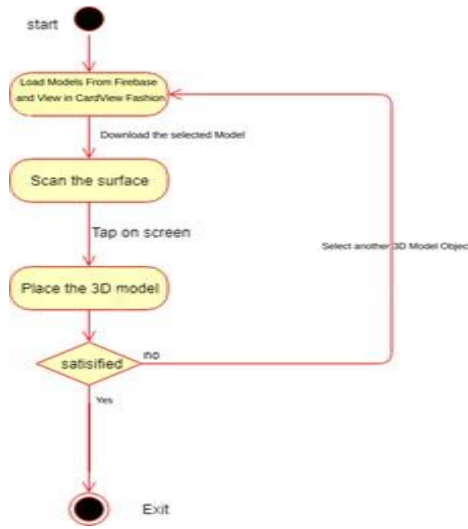 start
Load Models From Firebase
and View in CardView Fashion
Download the selected Model
Scan the surface
Tap on screen
Select another 3D Model Objec
Place the 3D model
satisified
no
Yes
Exit